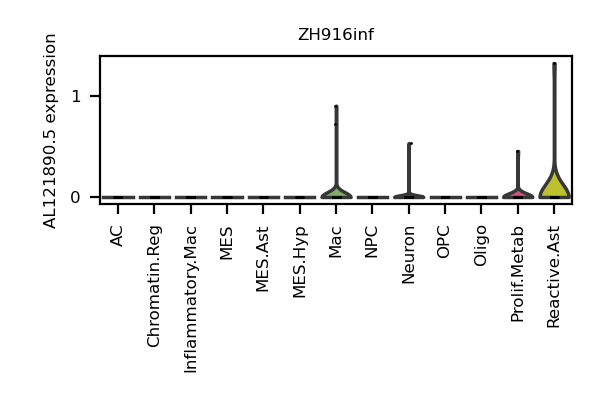 ZH916inf
AL121890.5 expression
1
0
AC
Chromatin.Reg
Inflammatory.Mac
MES
MES.Ast
MES.Hyp
Mac
NPC
Neuron
OPC
Oligo
Prolif.Metab
Reactive.Ast